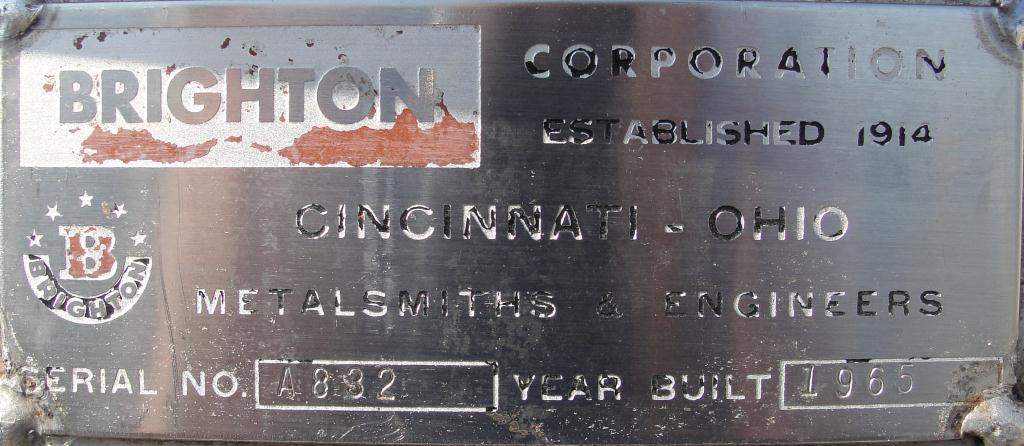 BRIGHTON CORPORATION
ESTABLISHED 1914
CINCINNATI - OHIO
B
BRIGHTON
METALSMITHS & ENGINEERS
SERIAL NO. A832 YEAR BUILT 1965